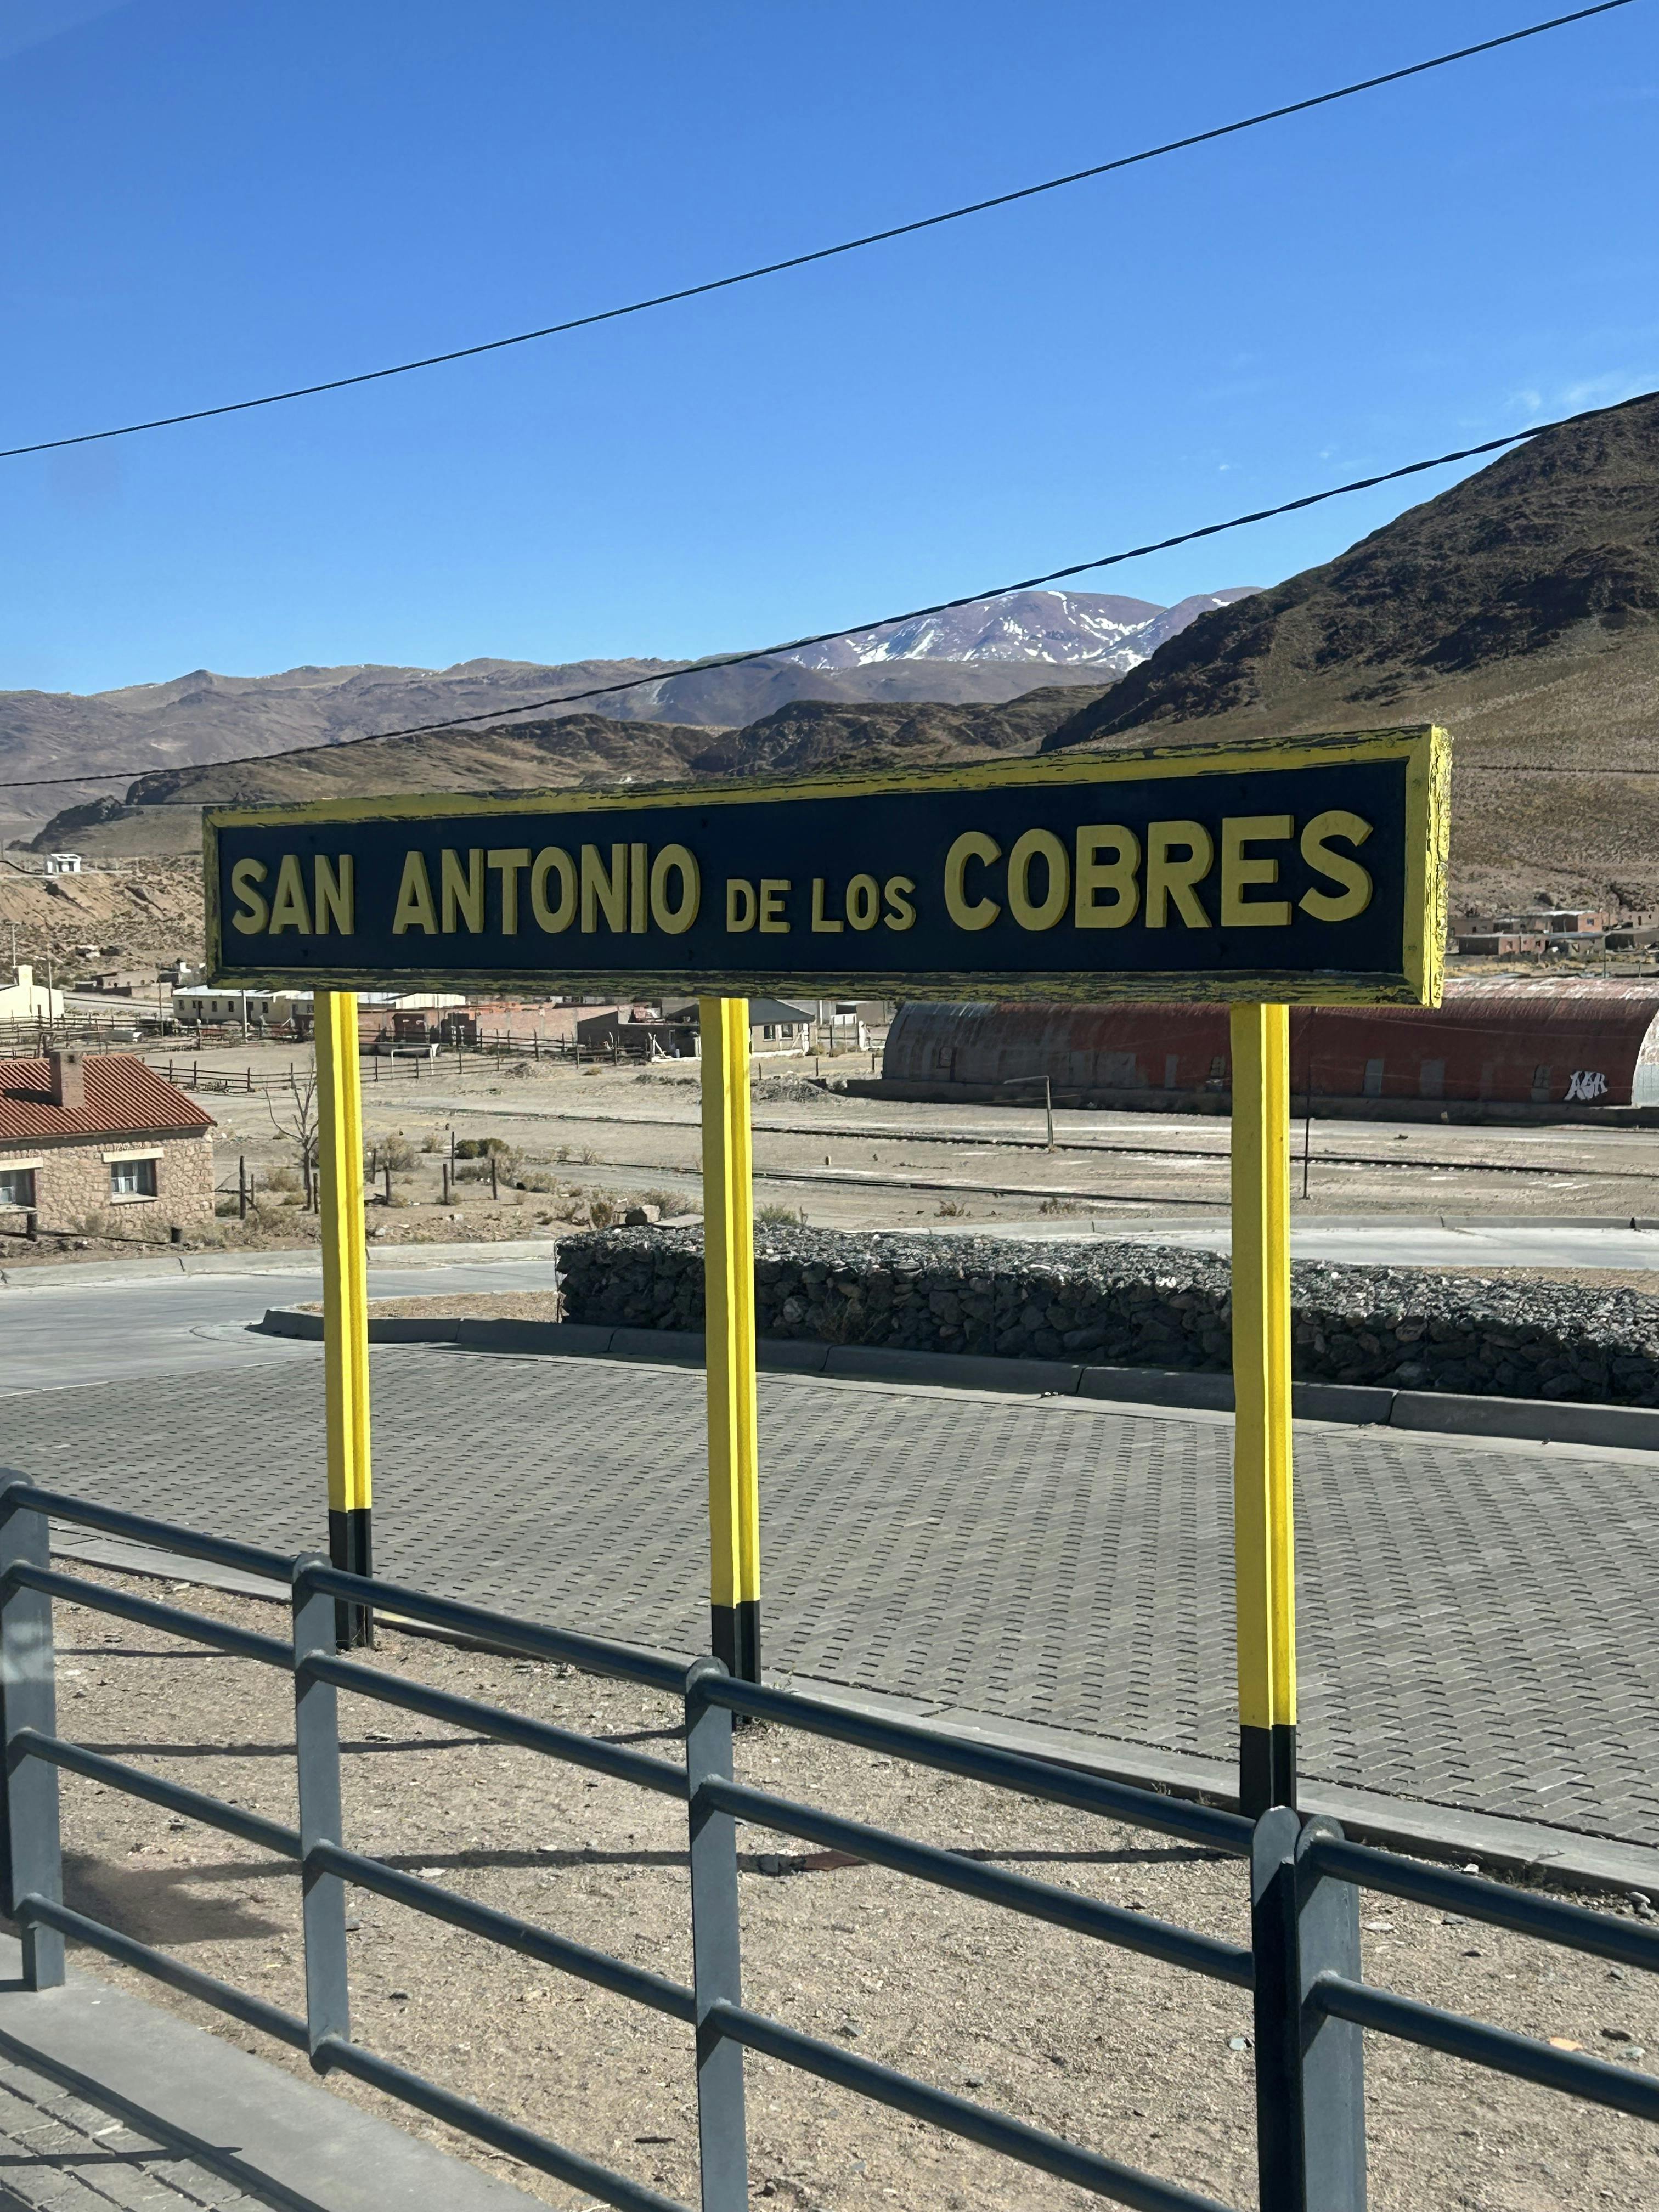 SAN ANTONIO DE LOS COBRES